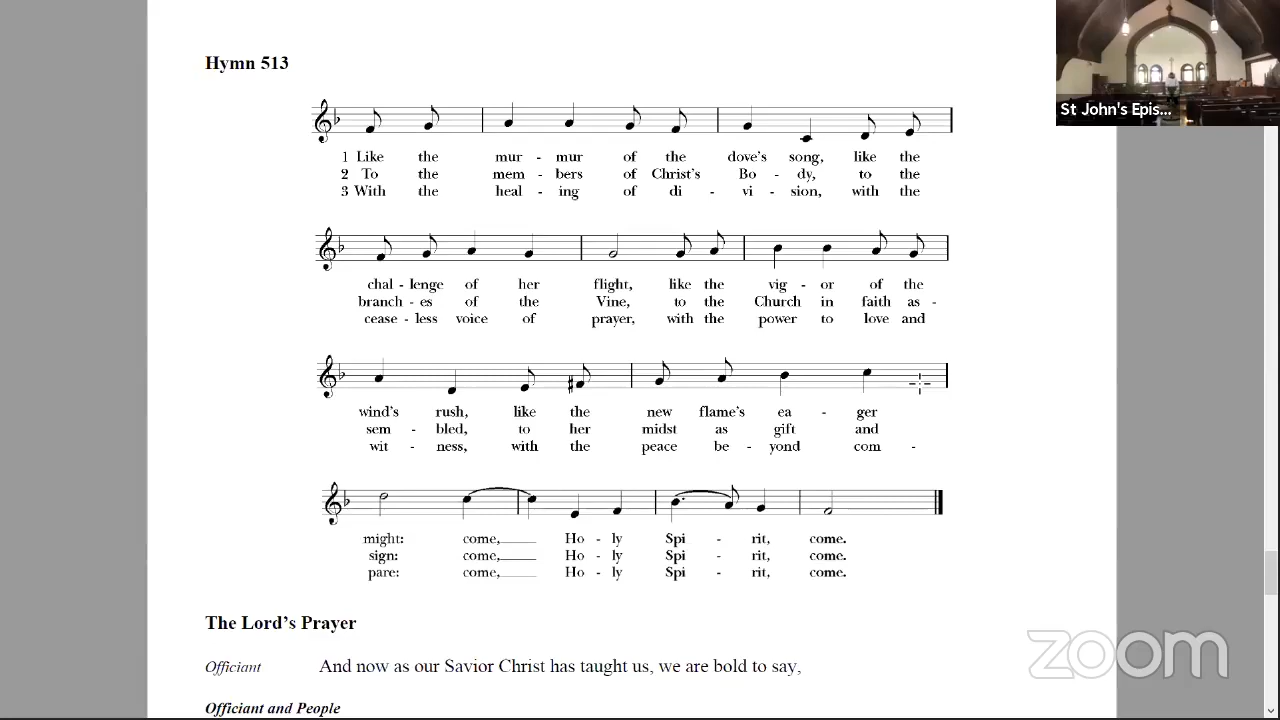 Hymn 513
St John's Epis...
1 Like the mur - mur of the dove's song, like the
2 To the mem - bers of Christ's Bo - dy, to the
3 With the heal - ing of di - vi - sion, with the
chal - lenge of her flight, like the vig - or of the
branch - es of the Vine, to the Church in faith as -
cease - less voice of prayer, with the power to love and
wind's rush, like the new flame's ea - ger
sem - bled, to her midst as gift and
wit - ness, with the peace be - yond com -
might: come, Ho - ly Spi - rit, come.
sign: come, Ho - ly Spi - rit, come.
pare: come, Ho - ly Spi - rit, come.
The Lord's Prayer
Officiant And now as our Savior Christ has taught us, we are bold to say,
zoom
Officiant and People